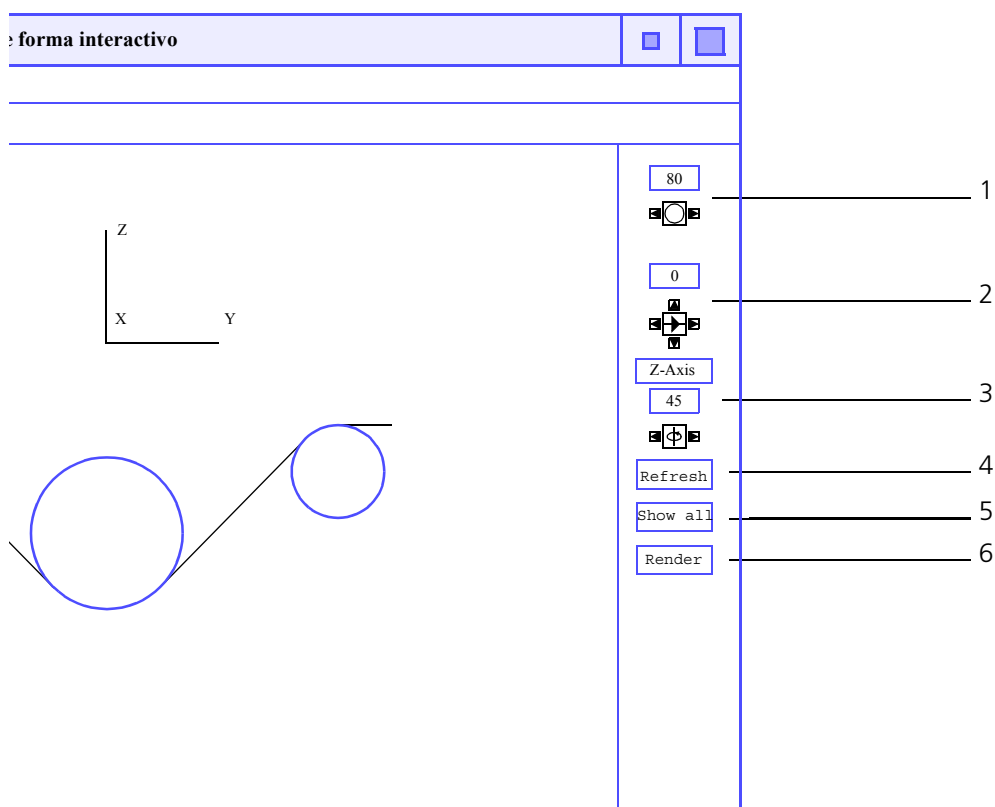 forma interactivo
80
1
Z
0
2
X
Y
Z-Axis
45
3
Refresh
4
Show all
5
Render
6